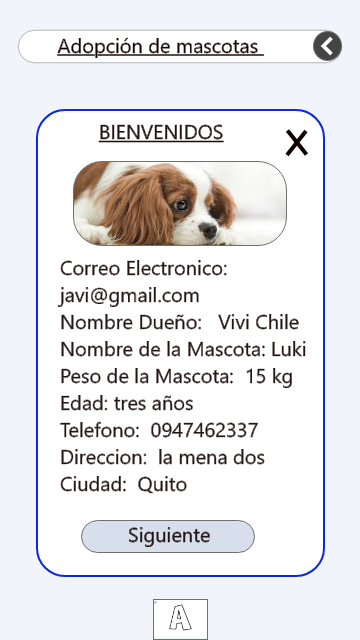 Adopción de mascotas
BIENVENIDOS
X
Correo Electronico:
javi@gmail.com
Nombre Dueño: Vivi Chile
Nombre de la Mascota: Luki
Peso de la Mascota: 15 kg
Edad: tres años
Telefono: 0947462337
Direccion: la mena dos
Ciudad: Quito
Siguiente
A